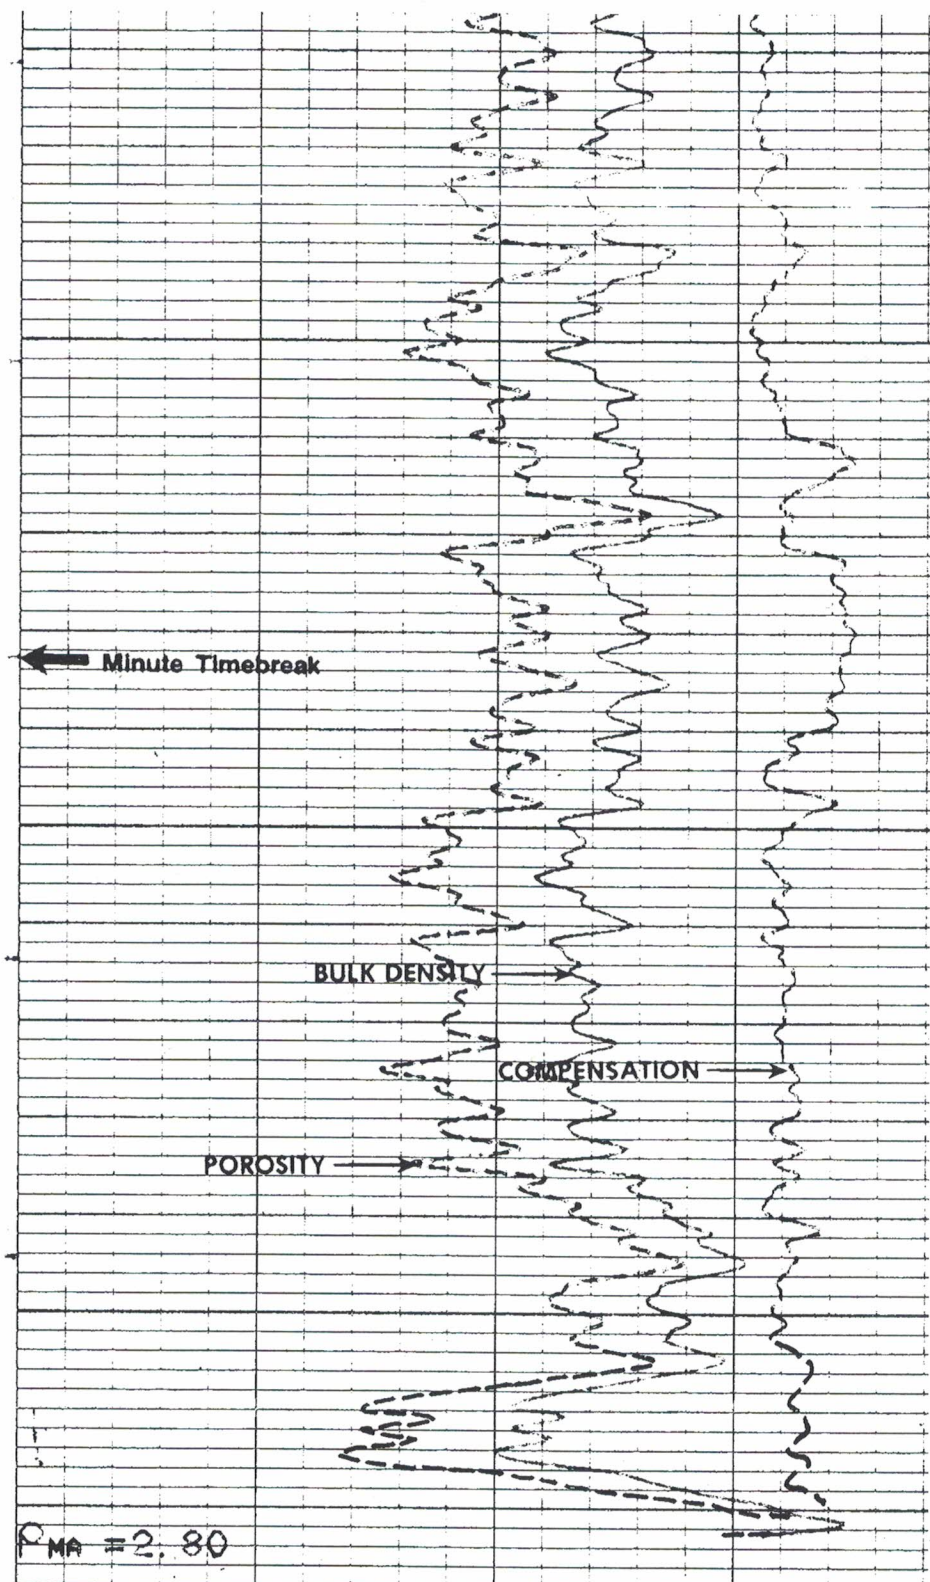 Minute Timebreak
BULK DENSITY
COMPENSATION
POROSITY
ρMA = 2.80